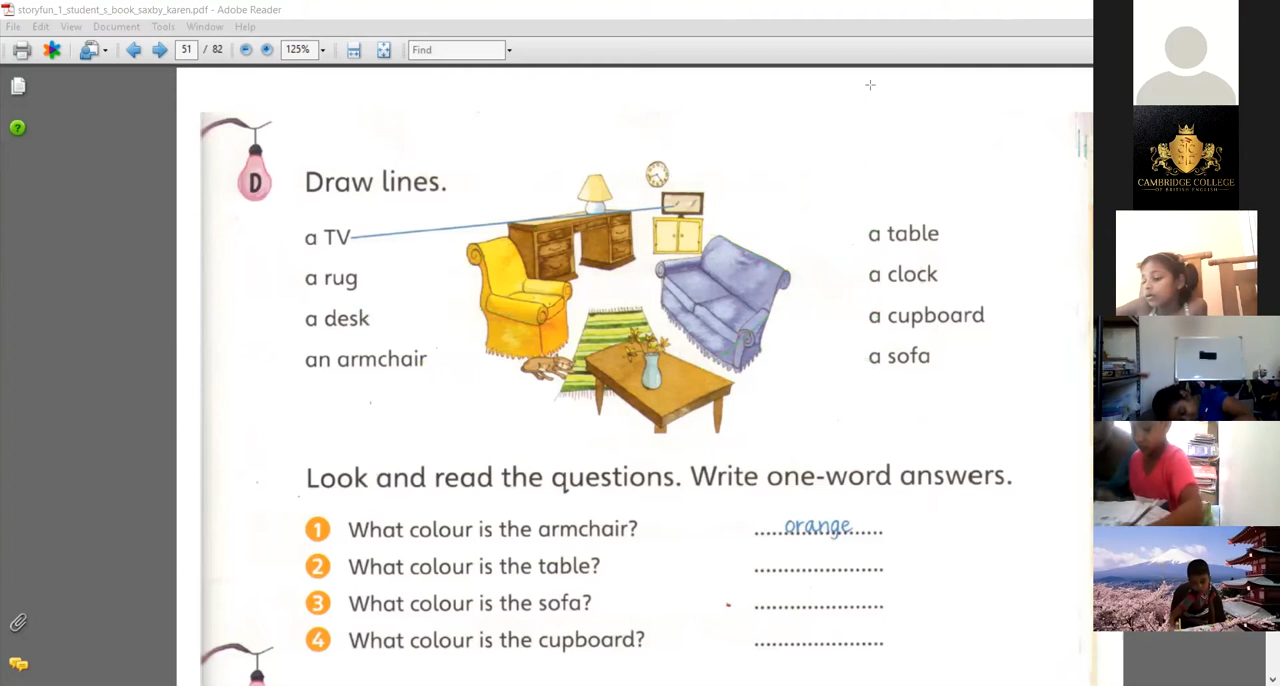 storyfun_1_student_s_book_saxby_karen.pdf - Adobe Reader
File Edit View Document Tools Window Help
51 / 82 125% Find
D Draw lines.
a TV
a rug
a desk
an armchair
a table
a clock
a cupboard
a sofa
Look and read the questions. Write one-word answers.
1 What colour is the armchair? orange
2 What colour is the table?
3 What colour is the sofa?
4 What colour is the cupboard?
CAMBRIDGE COLLEGE
OF BRITISH ENGLISH